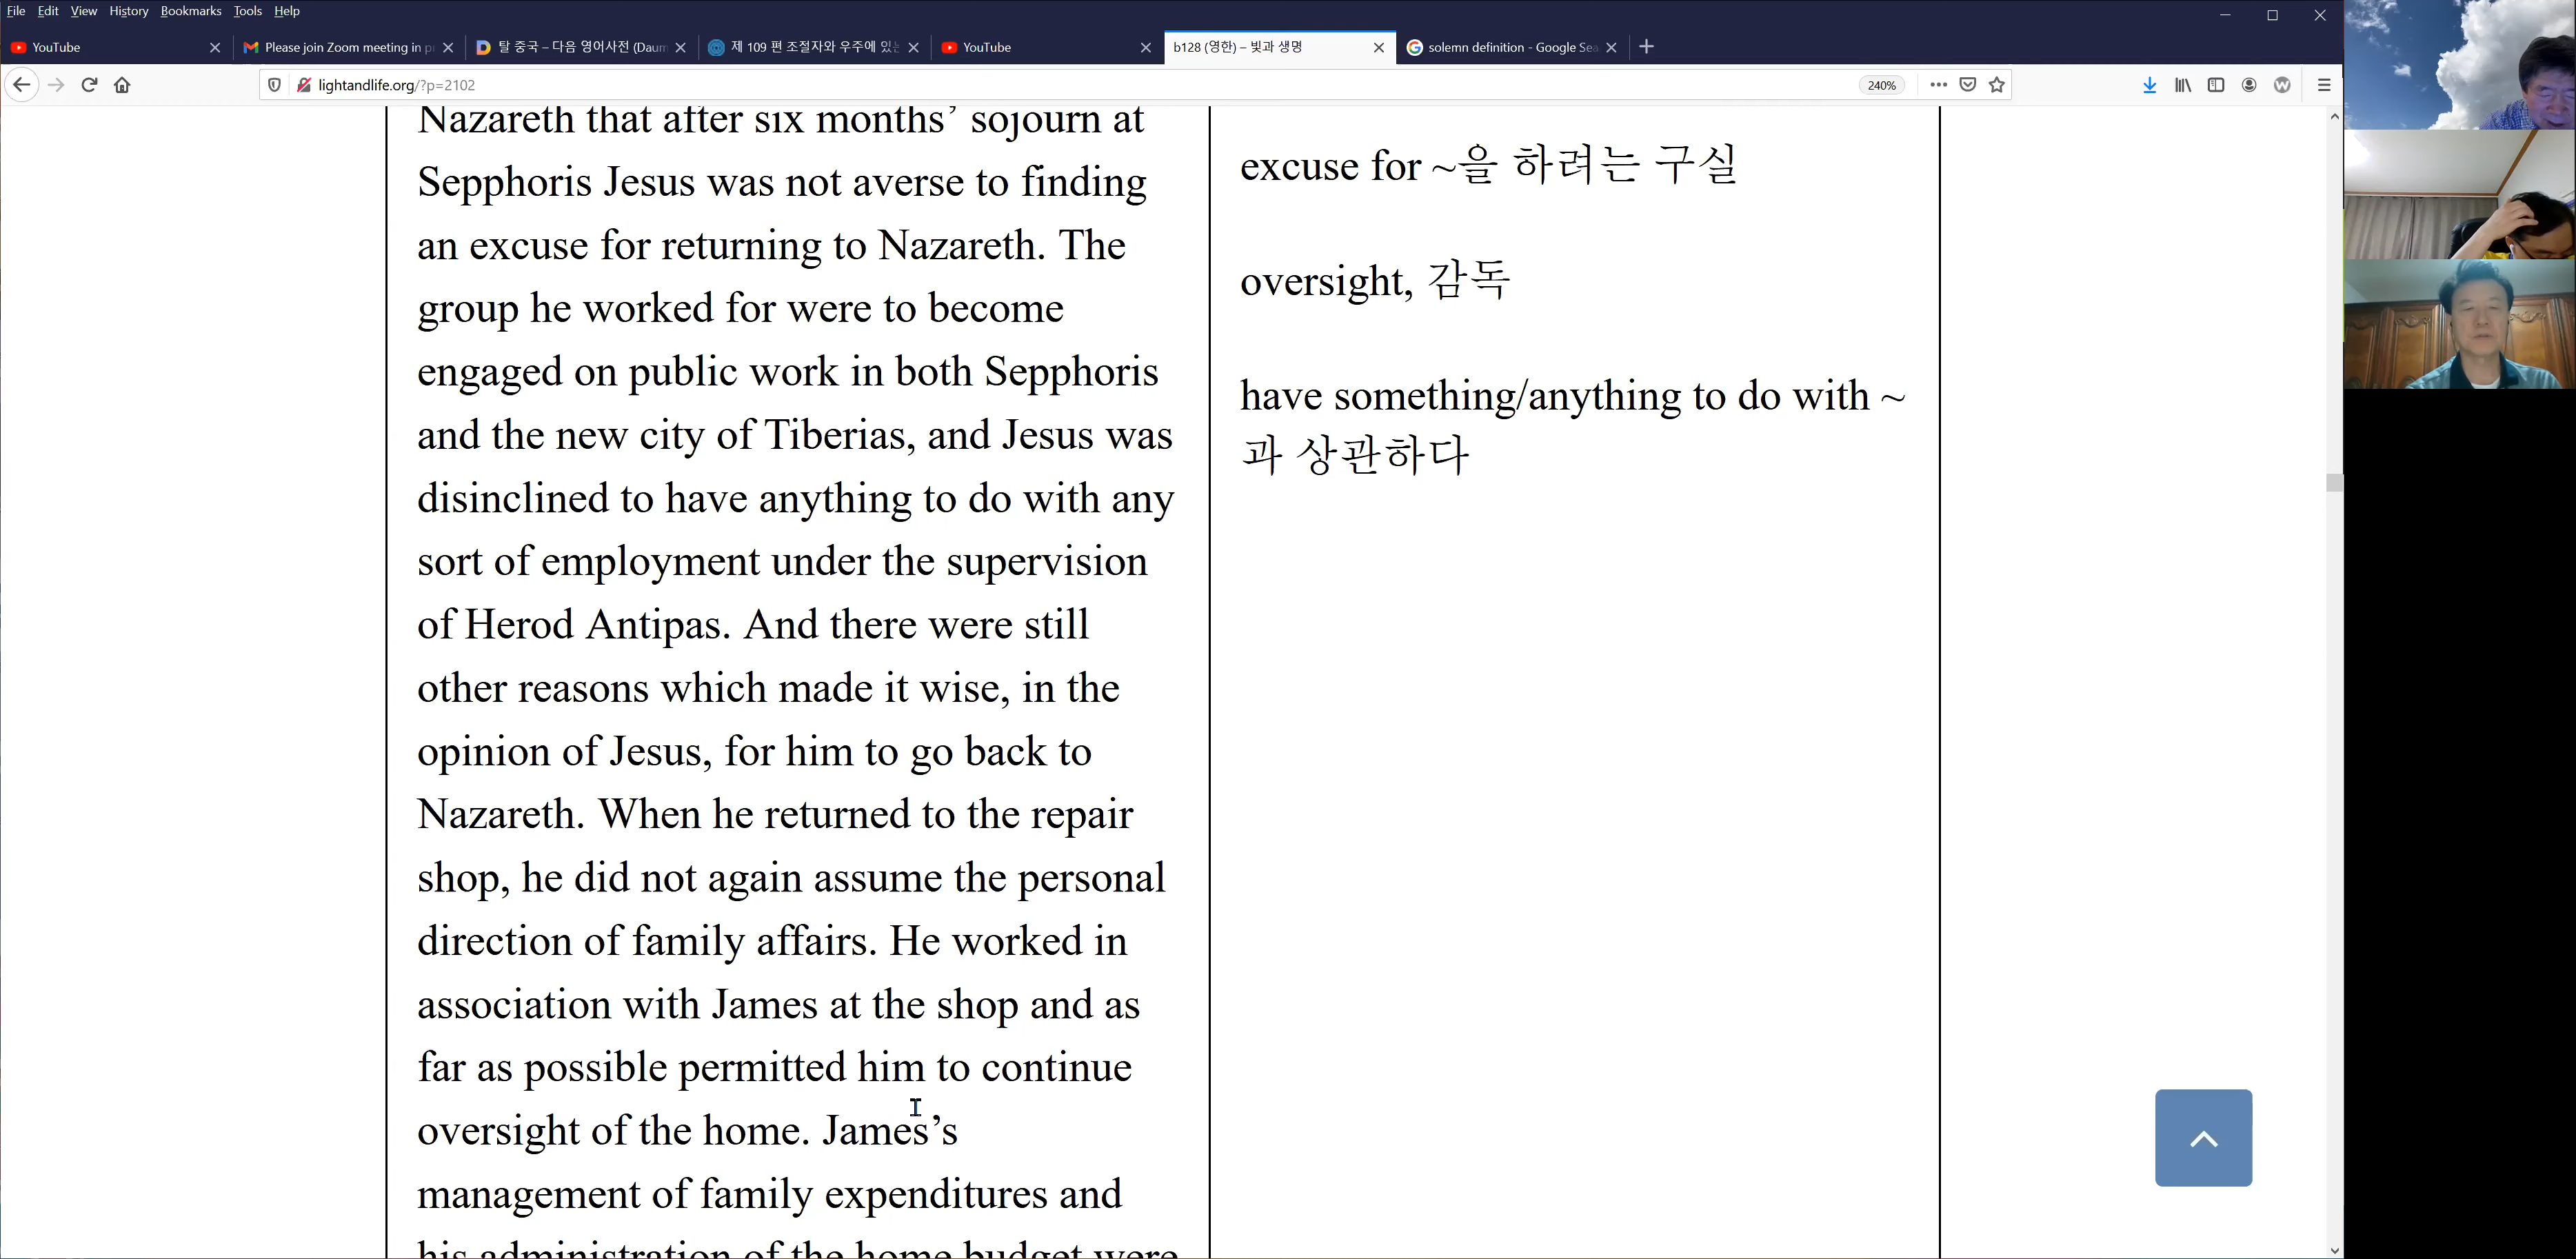 File Edit View History Bookmarks Tools Help
YouTube
Please join Zoom meeting in p
탈 중국 – 다음 영어사전 (Daum
제 109 편 조절자와 우주에 있는
YouTube
b128 (영한) – 빛과 생명
solemn definition - Google Sea
lightandlife.org/?p=2102
240%
Nazareth that after six months’ sojourn at
Sepphoris Jesus was not averse to finding
an excuse for returning to Nazareth. The
group he worked for were to become
engaged on public work in both Sepphoris
and the new city of Tiberias, and Jesus was
disinclined to have anything to do with any
sort of employment under the supervision
of Herod Antipas. And there were still
other reasons which made it wise, in the
opinion of Jesus, for him to go back to
Nazareth. When he returned to the repair
shop, he did not again assume the personal
direction of family affairs. He worked in
association with James at the shop and as
far as possible permitted him to continue
oversight of the home. James’s
management of family expenditures and
his administration of the home budget were
excuse for ~을 하려는 구실
oversight, 감독
have something/anything to do with ~
과 상관하다